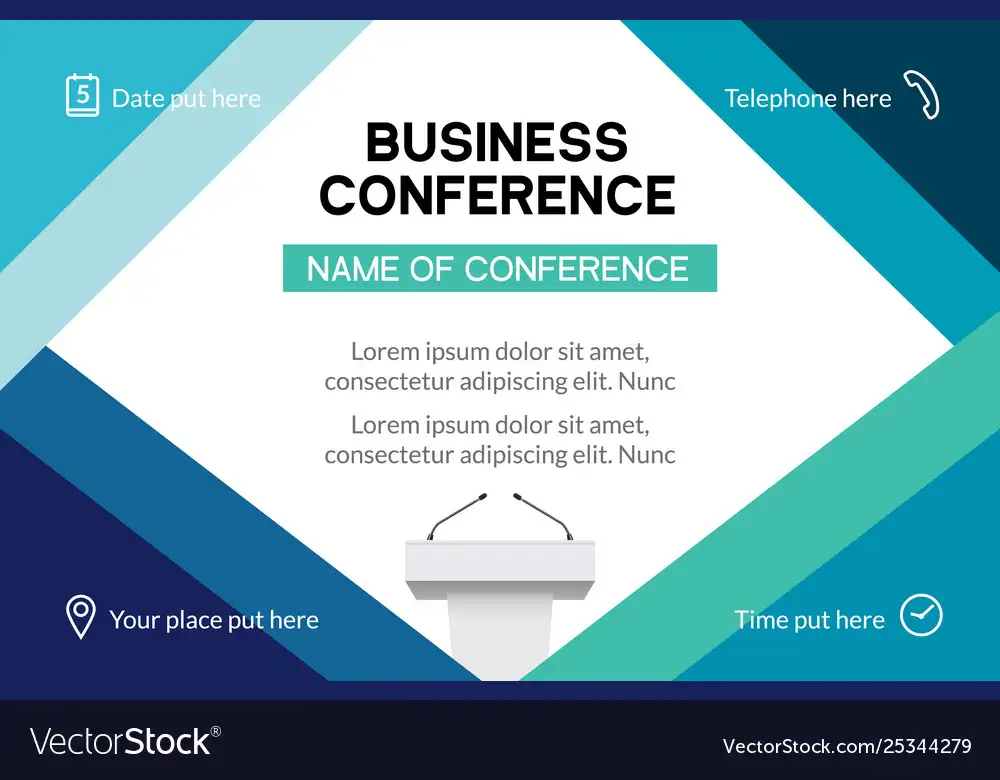 5
Date put here
Telephone here
BUSINESS
CONFERENCE
NAME OF CONFERENCE
Lorem ipsum dolor sit amet,
consectetur adipiscing elit. Nunc
Lorem ipsum dolor sit amet,
consectetur adipiscing elit. Nunc
Your place put here
Time put here
VectorStock®
VectorStock.com/25344279